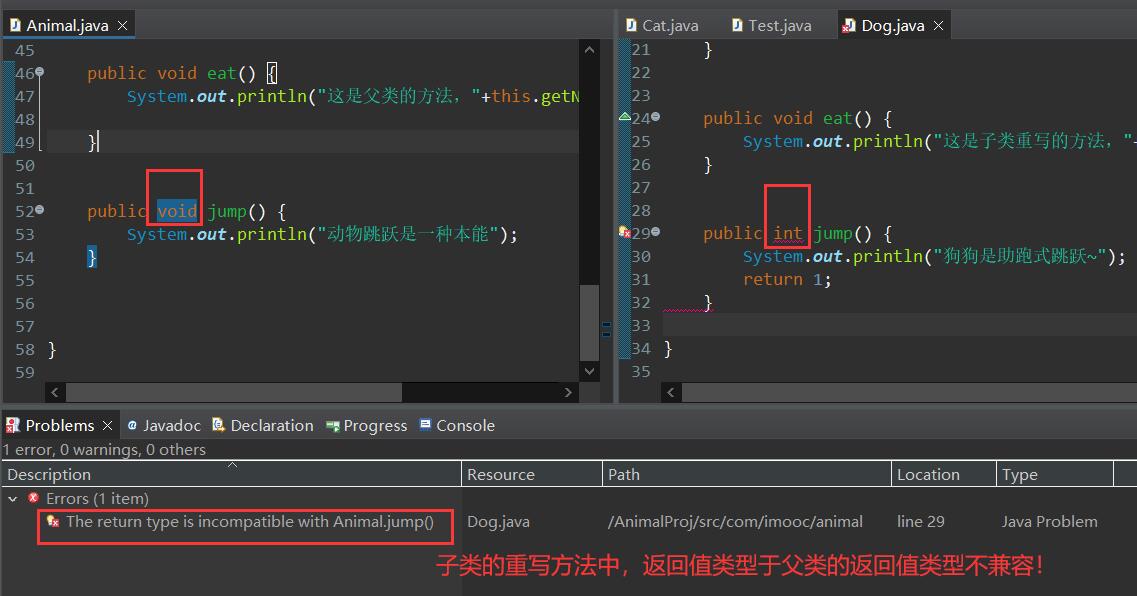 Animal.java
Cat.java Test.java Dog.java
45
46 public void eat() {
47 System.out.println("这是父类的方法，"+this.getN
48
49 }
50
51
52 public void jump() {
53 System.out.println("动物跳跃是一种本能");
54 }
55
56
57
58 }
59
21 }
22
23
24 public void eat() {
25 System.out.println("这是子类重写的方法，"
26 }
27
28
29 public int jump() {
30 System.out.println("狗狗是助跑式跳跃~");
31 return 1;
32 }
33
34 }
35
Problems @ Javadoc Declaration Progress Console
1 error, 0 warnings, 0 others
Description Resource Path Location Type
Errors (1 item)
The return type is incompatible with Animal.jump() Dog.java /AnimalProj/src/com/imooc/animal line 29 Java Problem
子类的重写方法中，返回值类型于父类的返回值类型不兼容！